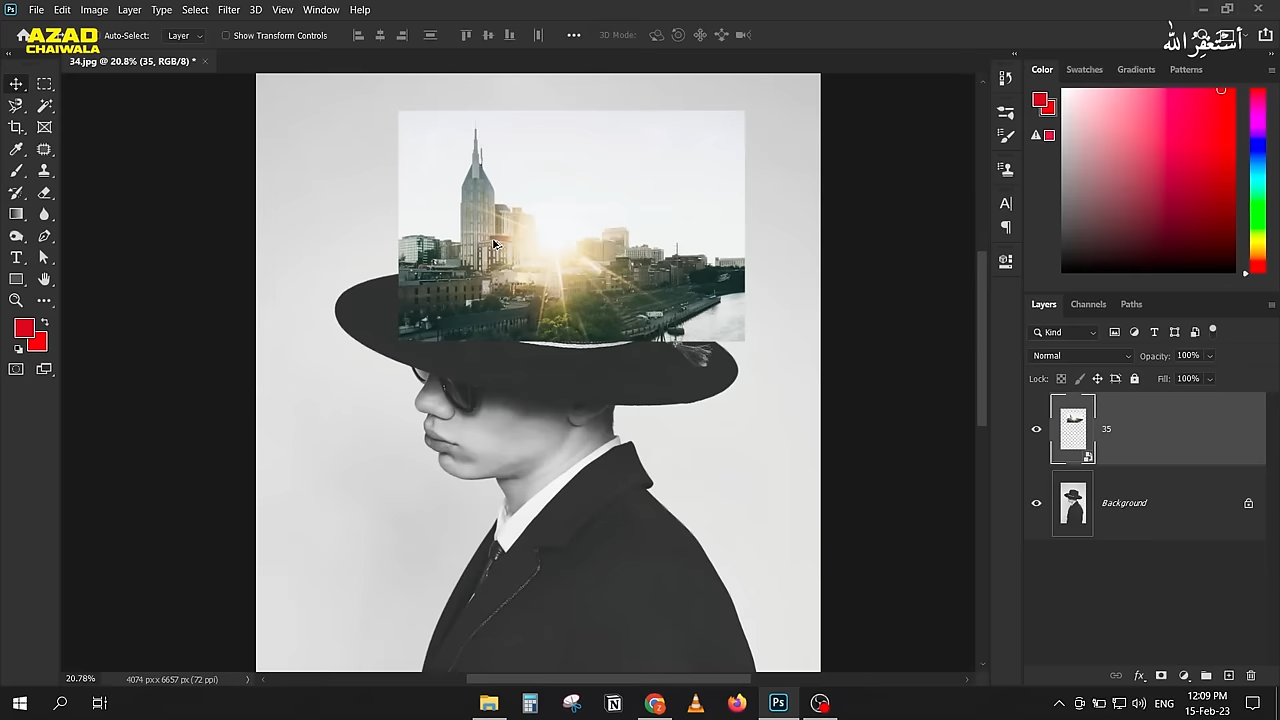 File Edit Image Layer Type Select Filter 3D View Window Help
AZAD
CHAIWALA
Auto-Select: Layer Show Transform Controls 3D Mode:
أستغفر الله
34.jpg @ 20.8% (35, RGB/8) *
Color Swatches Gradients Patterns
Layers Channels Paths
Kind
Normal Opacity: 100%
Lock: Fill: 100%
35
Background
20.78% 4074 px x 6657 px (72 ppi)
ENG
12:09 PM
15-Feb-23